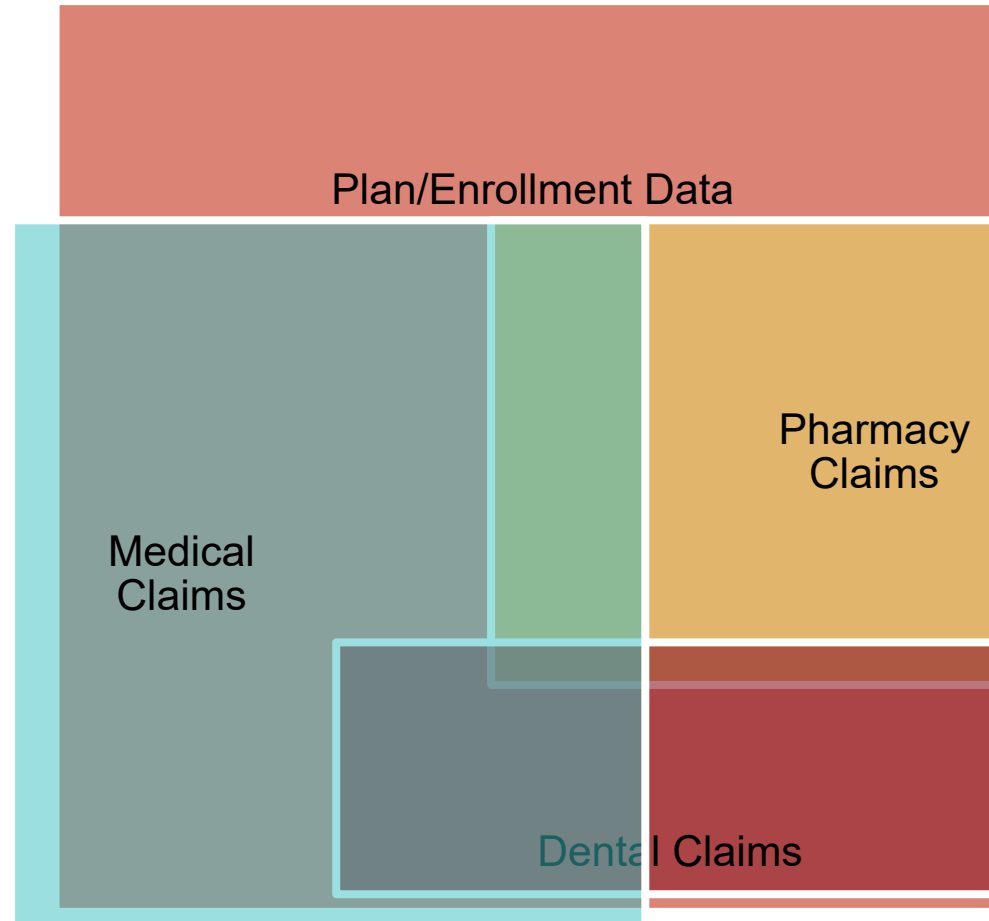 Plan/Enrollment Data
Pharmacy
Claims
Medical
Claims
Dental Claims